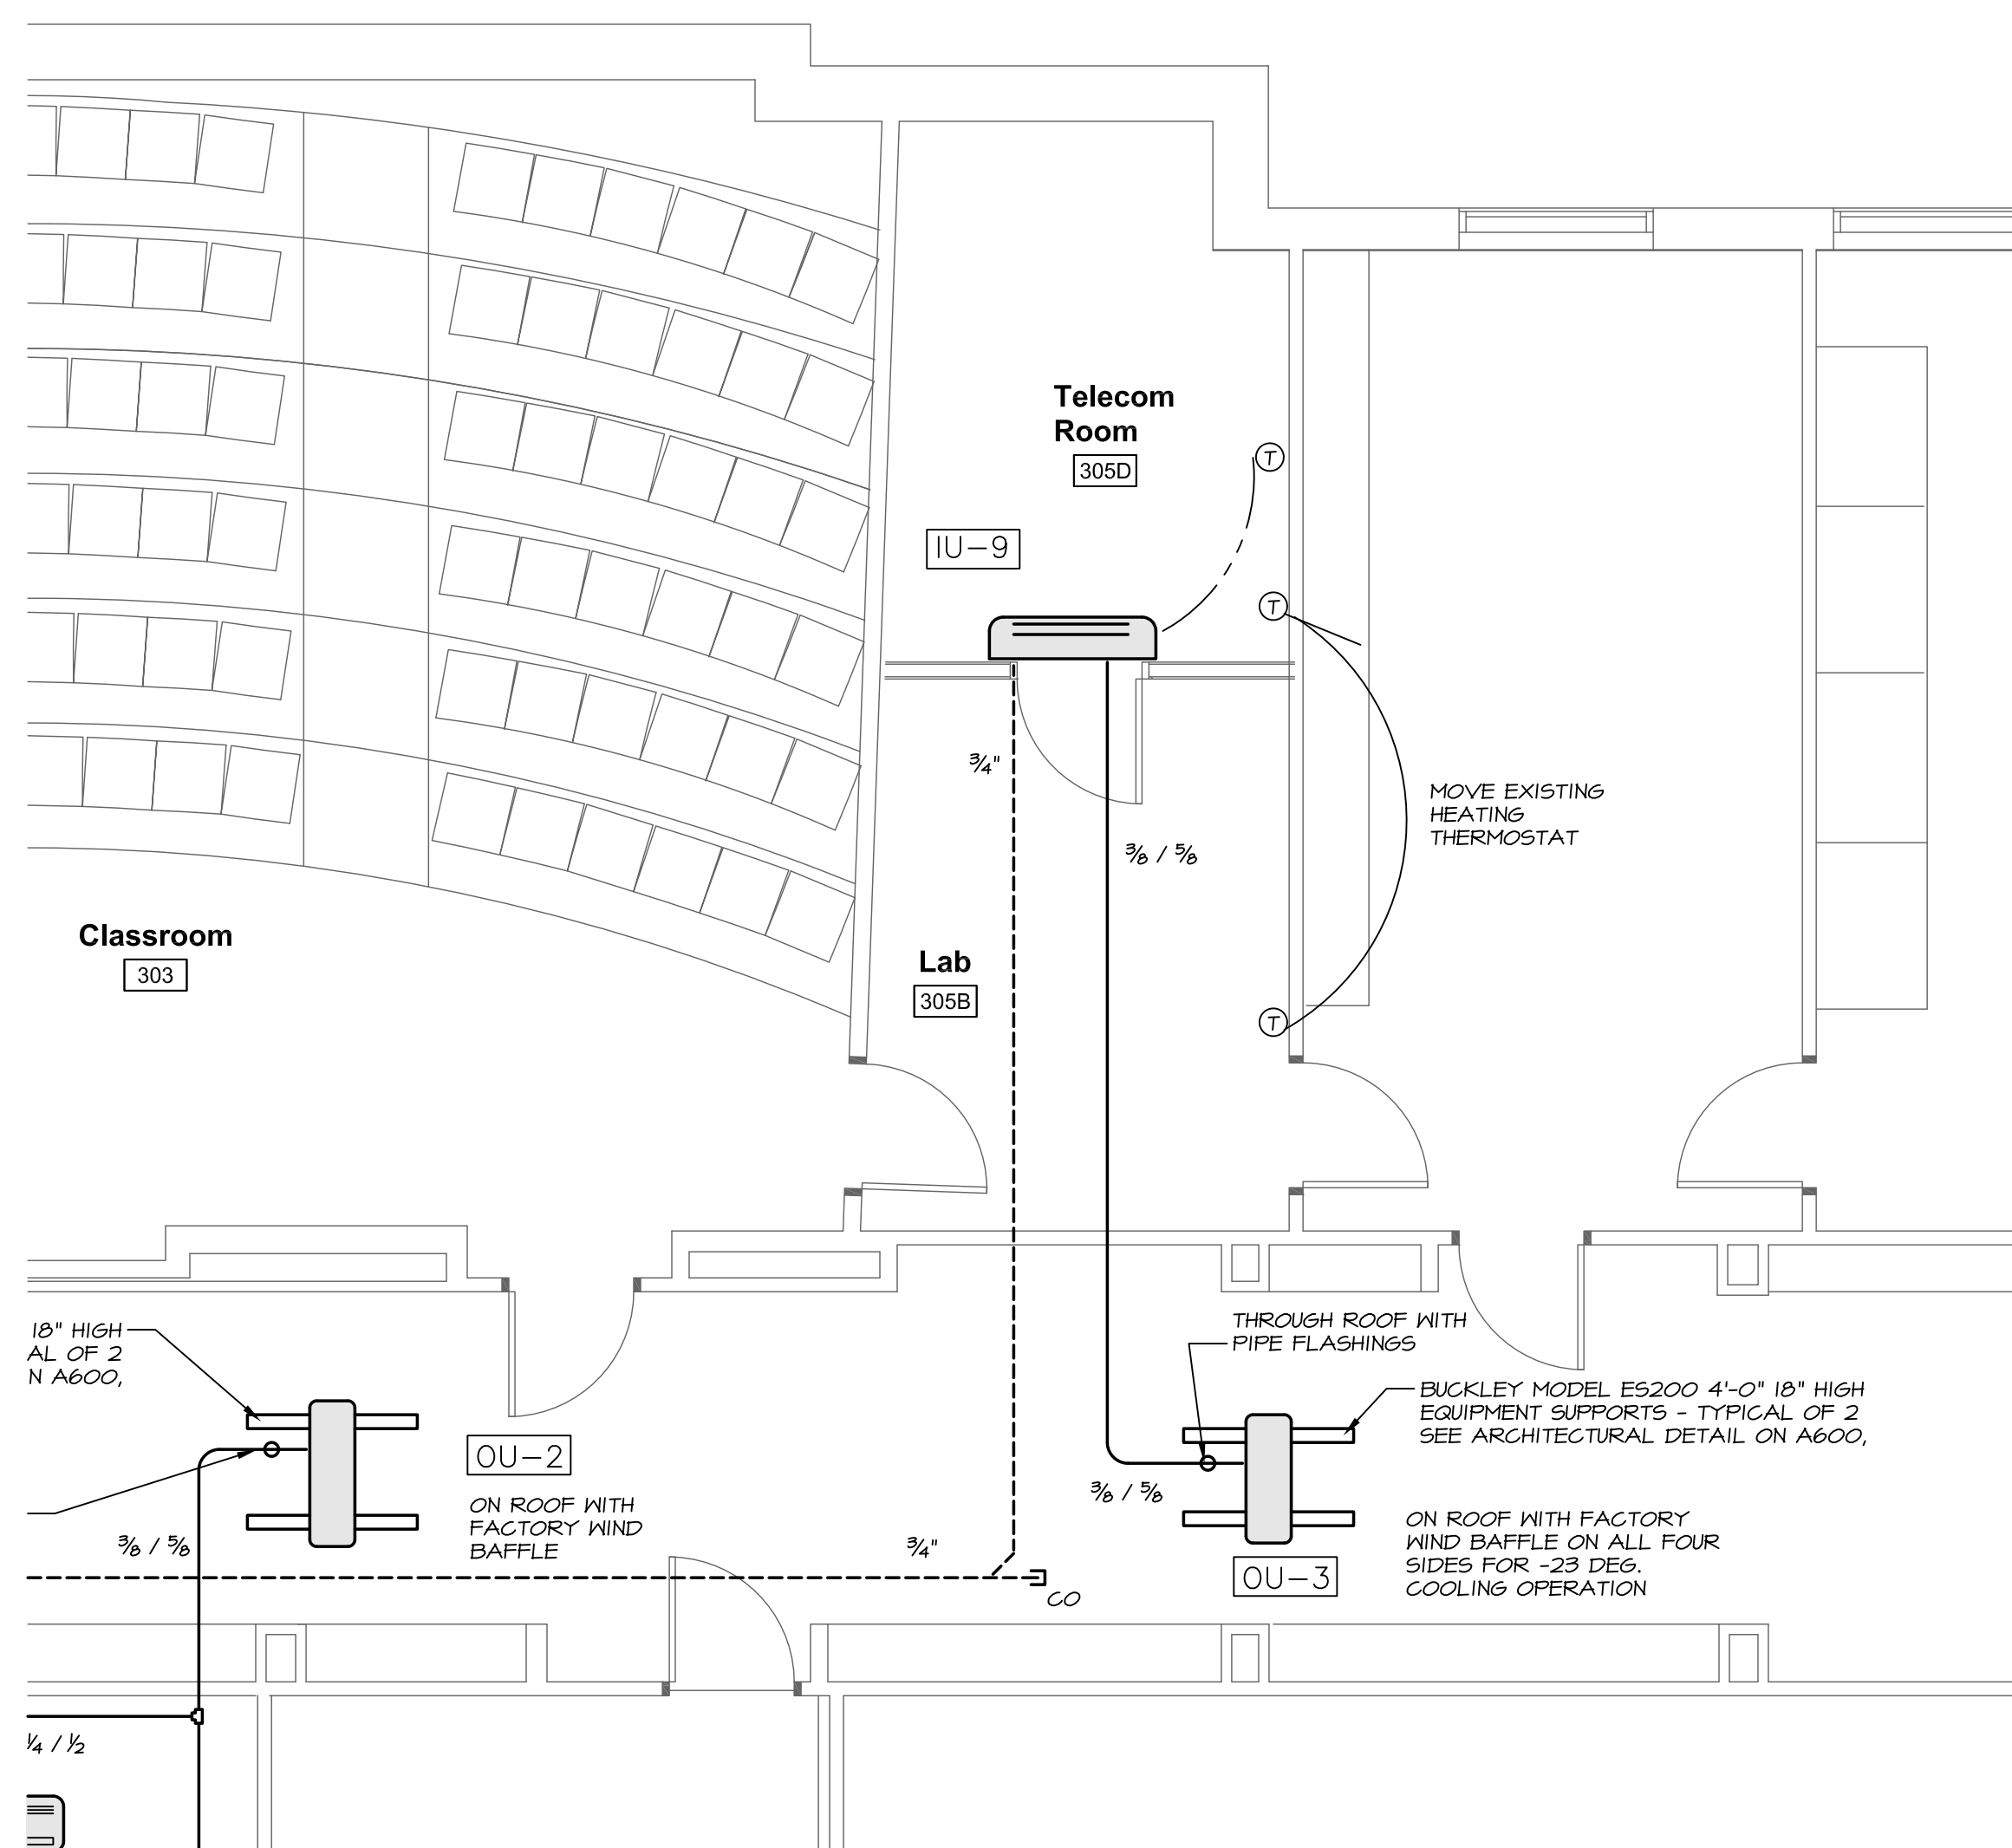 Telecom
Room
305D
T
IU-9
T
3/4"
MOVE EXISTING
HEATING
THERMOSTAT
3/8 / 5/8
Classroom
303
Lab
305B
T
18" HIGH
AL OF 2
N A600,
THROUGH ROOF WITH
PIPE FLASHINGS
BUCKLEY MODEL ES200 4'-0" 18" HIGH
EQUIPMENT SUPPORTS - TYPICAL OF 2
SEE ARCHITECTURAL DETAIL ON A600,
OU-2
ON ROOF WITH
FACTORY WIND
BAFFLE
3/8 / 5/8
3/8 / 5/8
ON ROOF WITH FACTORY
WIND BAFFLE ON ALL FOUR
SIDES FOR -23 DEG.
COOLING OPERATION
3/4"
OU-3
CO
1/4 / 1/2